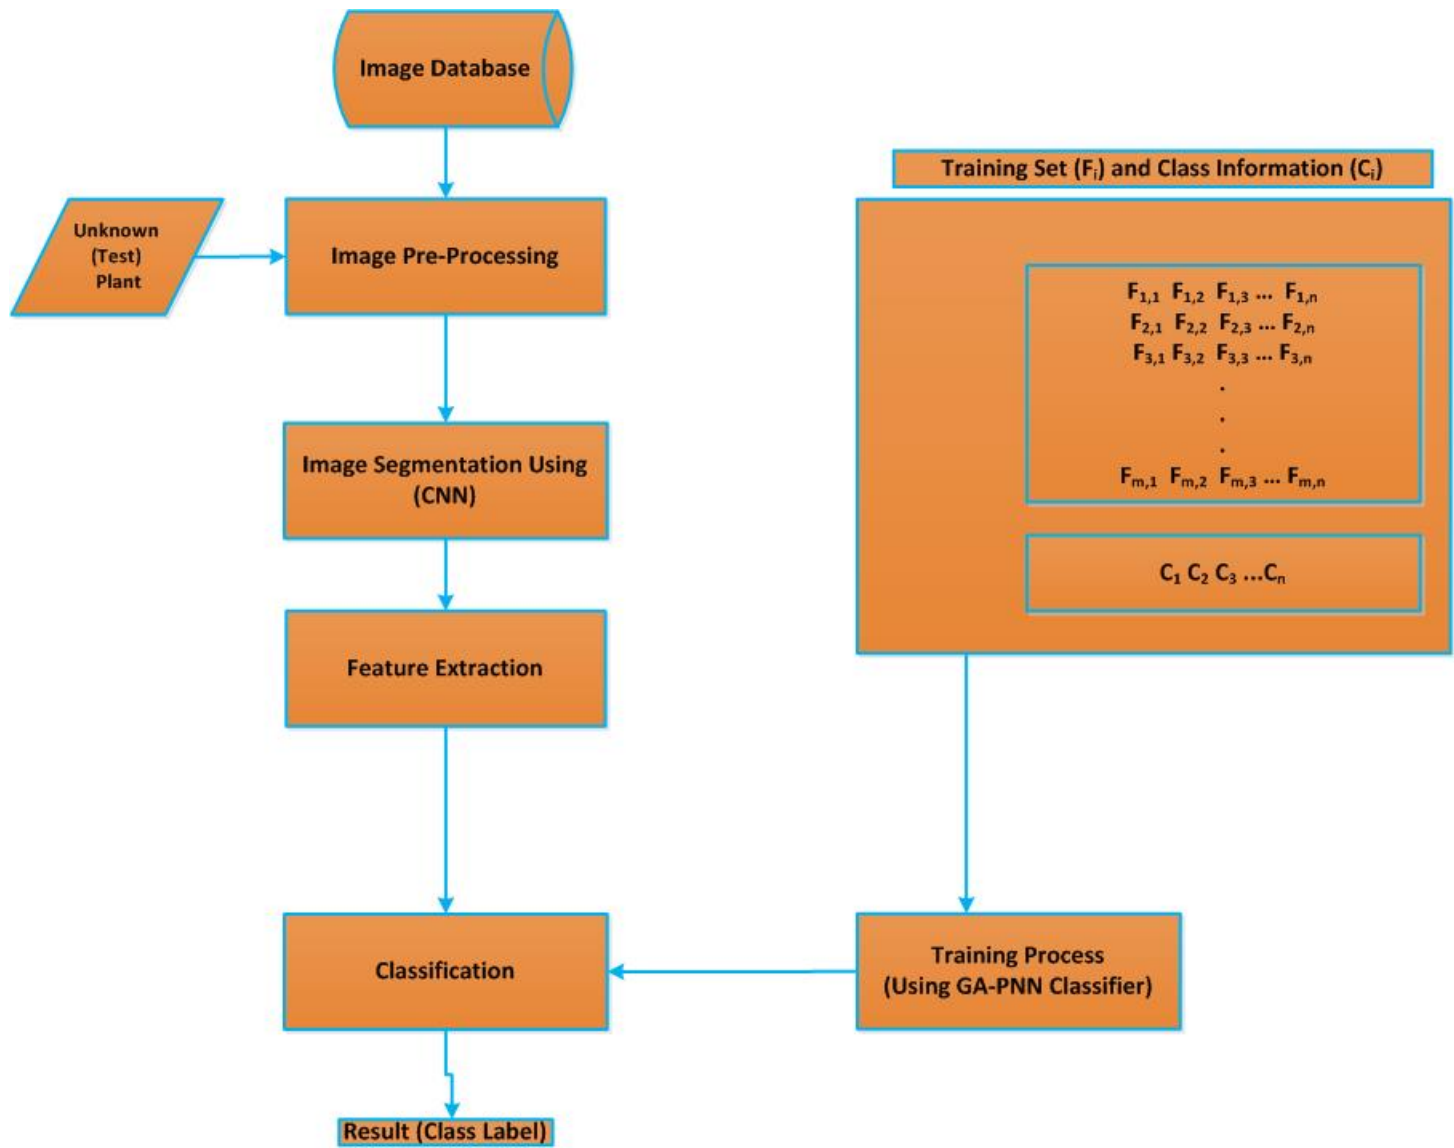 Image Database
Training Set (Fᵢ) and Class Information (Cᵢ)
Unknown
(Test)
Plant
Image Pre-Processing
F₁,₁ F₁,₂ F₁,₃ ... F₁,ₙ
F₂,₁ F₂,₂ F₂,₃ ... F₂,ₙ
F₃,₁ F₃,₂ F₃,₃ ... F₃,ₙ
.
.
.
Fₘ,₁ Fₘ,₂ Fₘ,₃ ... Fₘ,ₙ
Image Segmentation Using
(CNN)
C₁ C₂ C₃ ...Cₙ
Feature Extraction
Classification
Training Process
(Using GA-PNN Classifier)
Result (Class Label)